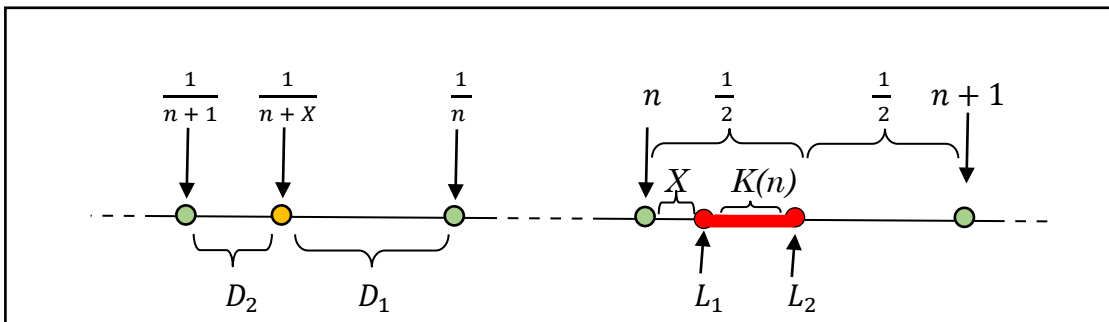 1/(n + 1) 1/(n + X) 1/n n 1/2 1/2 n + 1
X K(n)
D₂ D₁ L₁ L₂